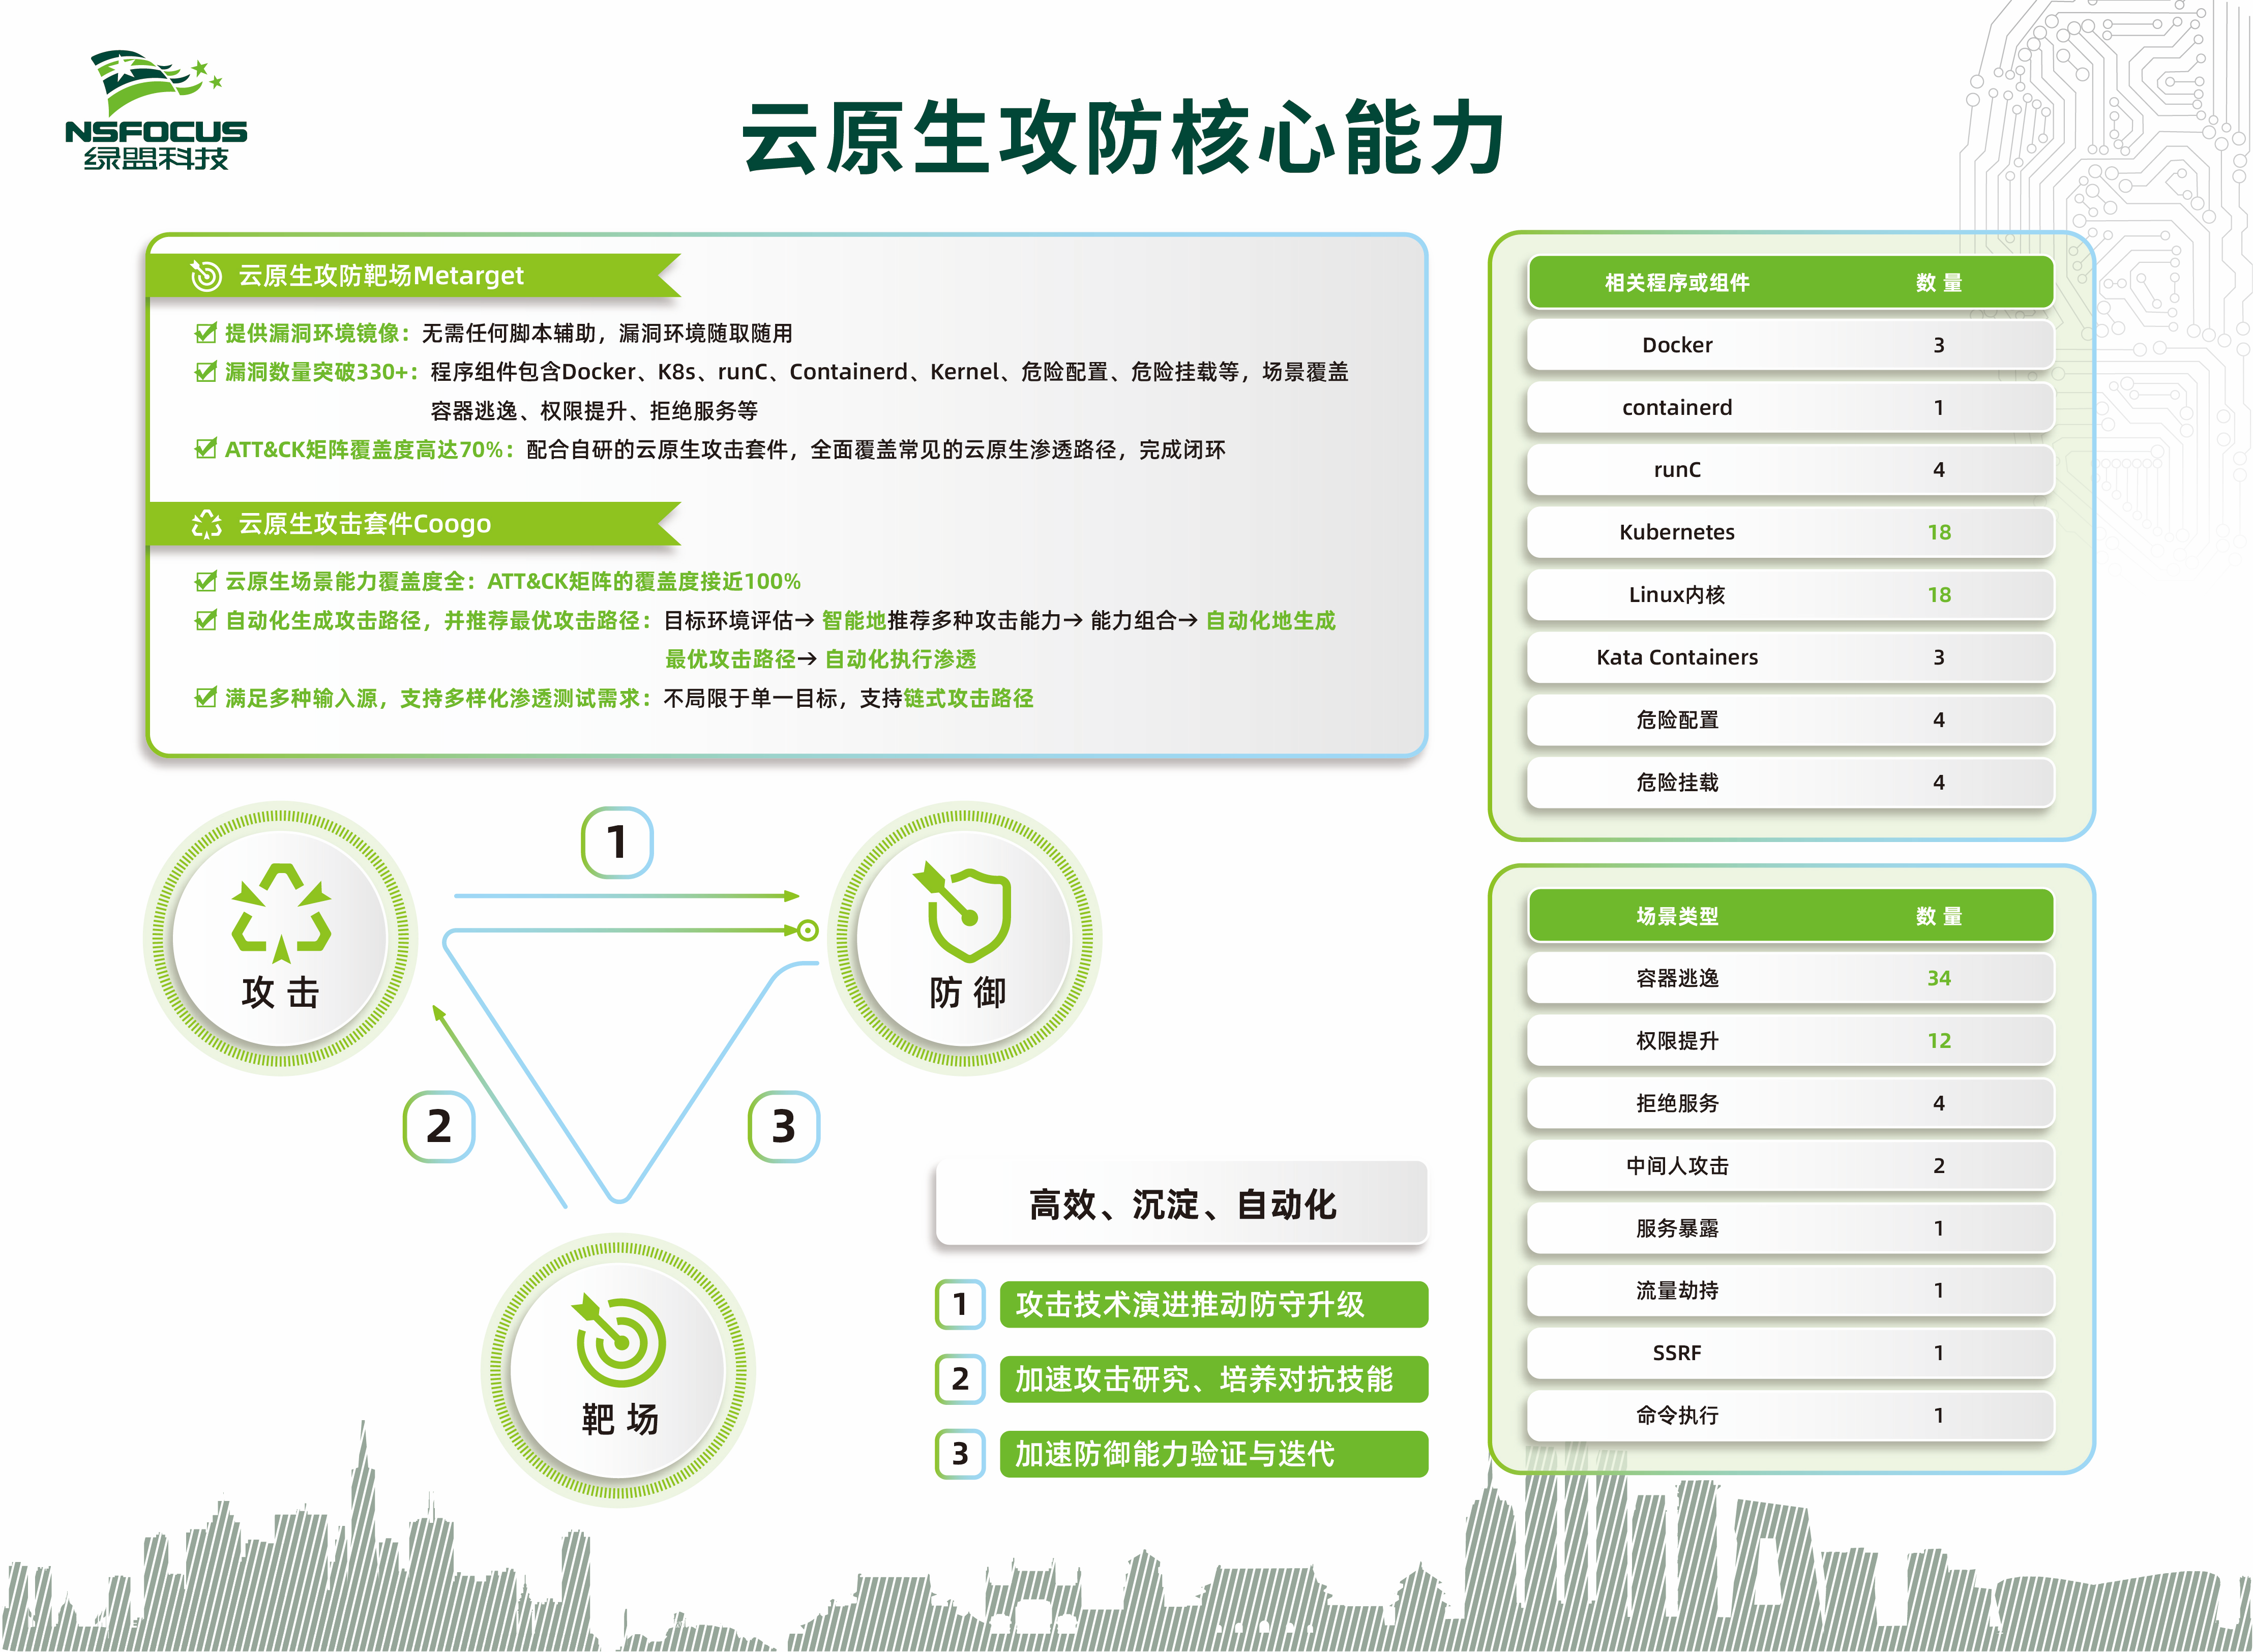 NSFOCUS
绿盟科技
云原生攻防核心能力
云原生攻防靶场Metarget
提供漏洞环境镜像：无需任何脚本辅助，漏洞环境随取随用
漏洞数量突破330+：程序组件包含Docker、K8s、runC、Containerd、Kernel、危险配置、危险挂载等，场景覆盖
容器逃逸、权限提升、拒绝服务等
ATT&CK矩阵覆盖度高达70%：配合自研的云原生攻击套件，全面覆盖常见的云原生渗透路径，完成闭环
云原生攻击套件Coogo
云原生场景能力覆盖度全：ATT&CK矩阵的覆盖度接近100%
自动化生成攻击路径，并推荐最优攻击路径：目标环境评估→ 智能地推荐多种攻击能力→ 能力组合→ 自动化地生成
最优攻击路径→ 自动化执行渗透
满足多种输入源，支持多样化渗透测试需求：不局限于单一目标，支持链式攻击路径
1
攻击
防御
2
3
靶场
高效、沉淀、自动化
1 攻击技术演进推动防守升级
2 加速攻击研究、培养对抗技能
3 加速防御能力验证与迭代
相关程序或组件 数量
Docker 3
containerd 1
runC 4
Kubernetes 18
Linux内核 18
Kata Containers 3
危险配置 4
危险挂载 4
场景类型 数量
容器逃逸 34
权限提升 12
拒绝服务 4
中间人攻击 2
服务暴露 1
流量劫持 1
SSRF 1
命令执行 1